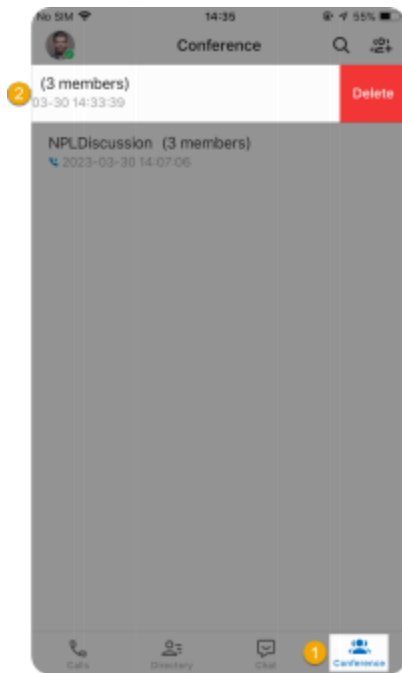 No SIM 14:35 55%
Conference
2 (3 members)
03-30 14:33:39
Delete
NPLDiscussion (3 members)
2023-03-30 14:07:06
Calls Directory Chat 1 Conference